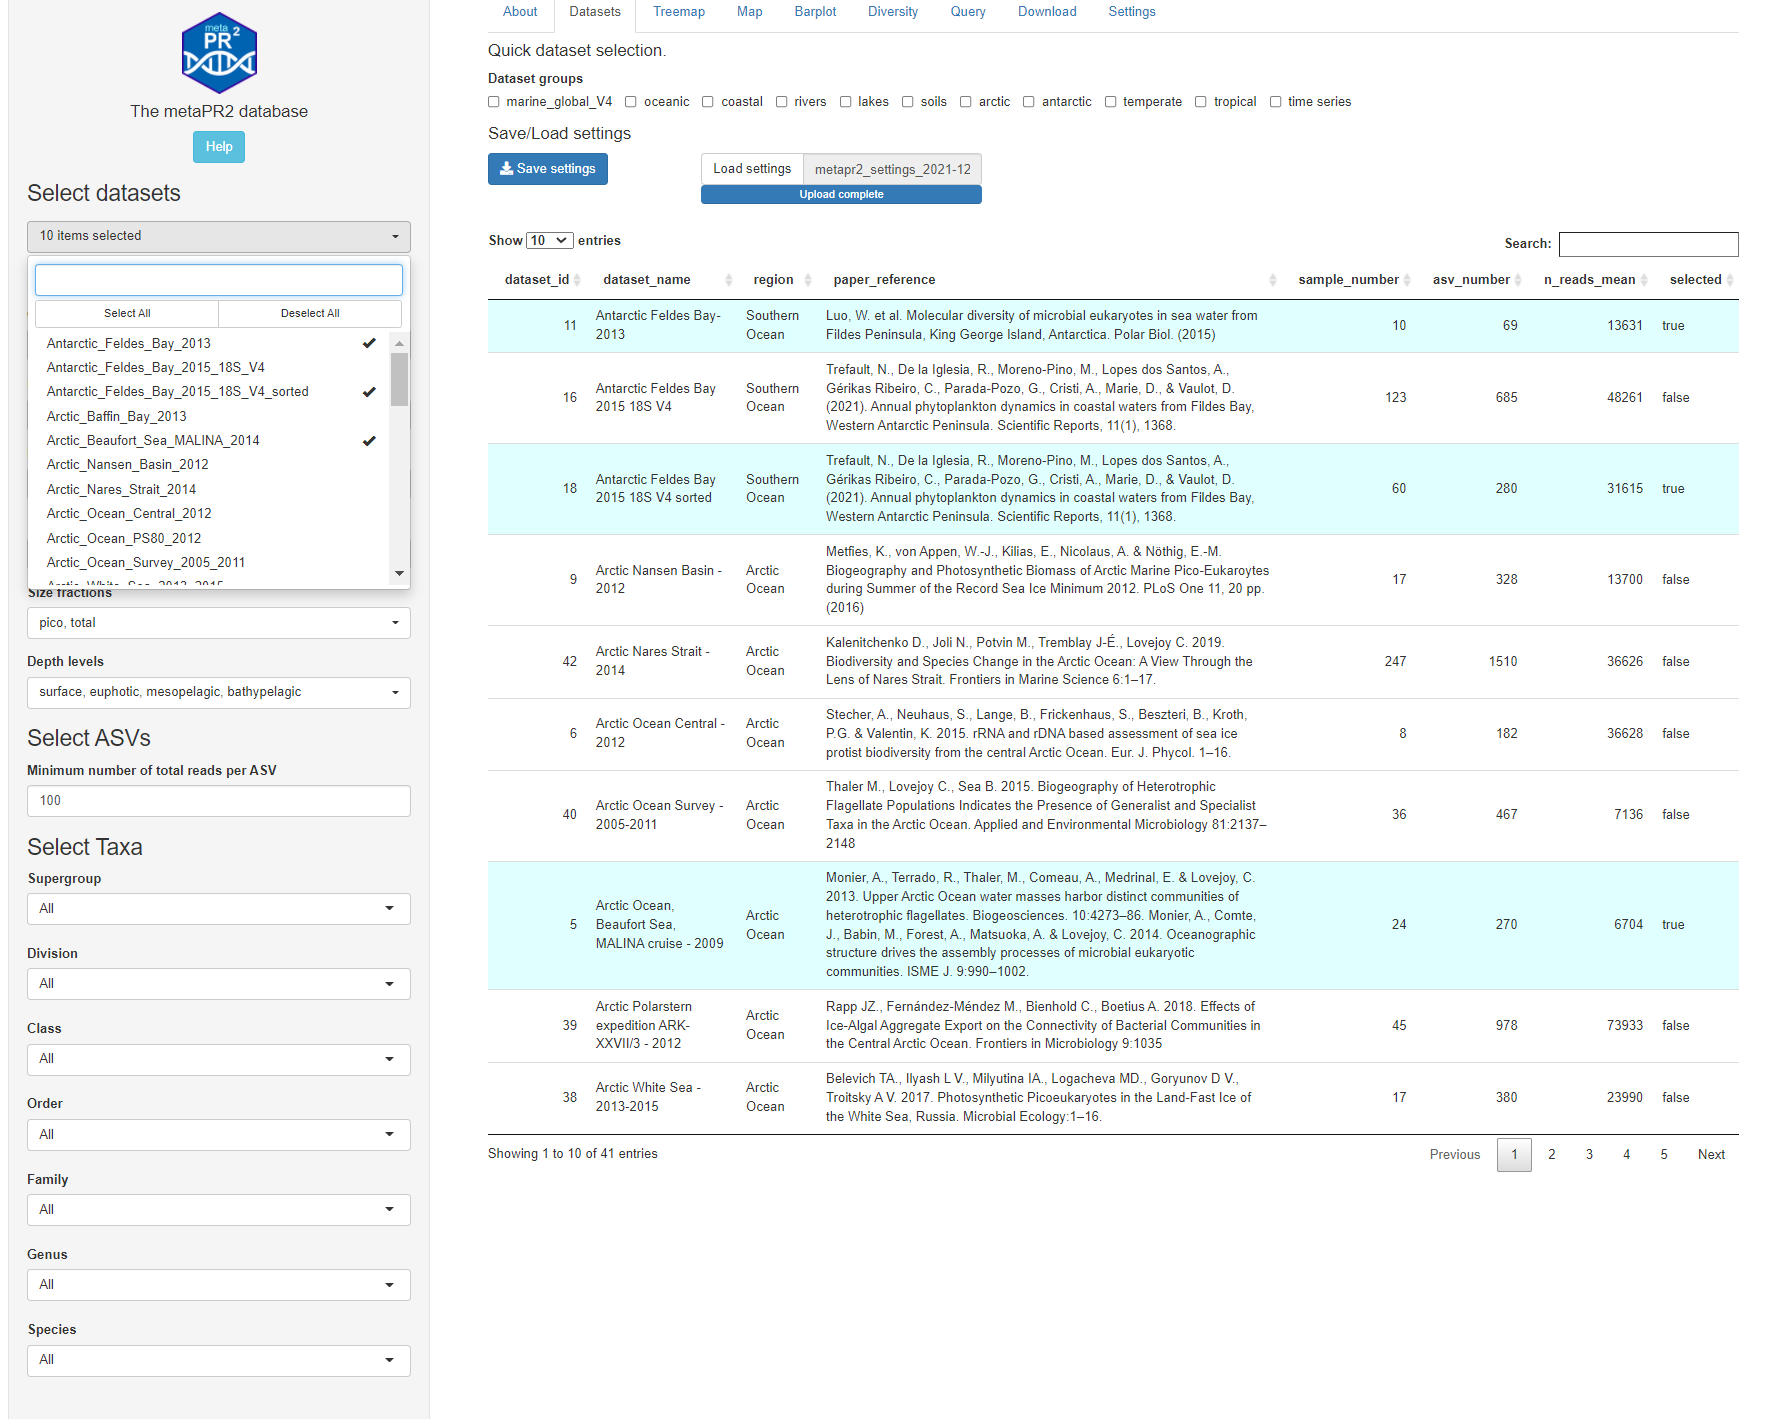 meta
PR2
The metaPR2 database
Help
Select datasets
10 items selected
Select All
Deselect All
Antarctic_Feldes_Bay_2013
Antarctic_Feldes_Bay_2015_18S_V4
Antarctic_Feldes_Bay_2015_18S_V4_sorted
Arctic_Baffin_Bay_2013
Arctic_Beaufort_Sea_MALINA_2014
Arctic_Nansen_Basin_2012
Arctic_Nares_Strait_2014
Arctic_Ocean_Central_2012
Arctic_Ocean_PS80_2012
Arctic_Ocean_Survey_2005_2011
Arctic_White_Sea_2013_2015
Size fractions
pico, total
Depth levels
surface, euphotic, mesopelagic, bathypelagic
Select ASVs
Minimum number of total reads per ASV
100
Select Taxa
Supergroup
All
Division
All
Class
All
Order
All
Family
All
Genus
All
Species
All
About Datasets Treemap Map Barplot Diversity Query Download Settings
Quick dataset selection.
Dataset groups
marine_global_V4 oceanic coastal rivers lakes soils arctic antarctic temperate tropical time series
Save/Load settings
Save settings
Load settings metapr2_settings_2021-12
Upload complete
Show 10 entries
Search:
dataset_id dataset_name region paper_reference sample_number asv_number n_reads_mean selected
11 Antarctic Feldes Bay- Southern Luo, W. et al. Molecular diversity of microbial eukaryotes in sea water from 10 69 13631 true
2013 Ocean Fildes Peninsula, King George Island, Antarctica. Polar Biol. (2015)
Trefault, N., De la Iglesia, R., Moreno-Pino, M., Lopes dos Santos, A.,
16 Antarctic Feldes Bay Southern Gérikas Ribeiro, C., Parada-Pozo, G., Cristi, A., Marie, D., & Vaulot, D. 123 685 48261 false
2015 18S V4 Ocean (2021). Annual phytoplankton dynamics in coastal waters from Fildes Bay,
Western Antarctic Peninsula. Scientific Reports, 11(1), 1368.
Trefault, N., De la Iglesia, R., Moreno-Pino, M., Lopes dos Santos, A.,
18 Antarctic Feldes Bay Southern Gérikas Ribeiro, C., Parada-Pozo, G., Cristi, A., Marie, D., & Vaulot, D. 60 280 31615 true
2015 18S V4 sorted Ocean (2021). Annual phytoplankton dynamics in coastal waters from Fildes Bay,
Western Antarctic Peninsula. Scientific Reports, 11(1), 1368.
Metfies, K., von Appen, W.-J., Kilias, E., Nicolaus, A. & Nöthig, E.-M.
9 Arctic Nansen Basin - Arctic Biogeography and Photosynthetic Biomass of Arctic Marine Pico-Eukaroytes 17 328 13700 false
2012 Ocean during Summer of the Record Sea Ice Minimum 2012. PLoS One 11, 20 pp.
(2016)
Kalenitchenko D., Joli N., Potvin M., Tremblay J-É., Lovejoy C. 2019.
42 Arctic Nares Strait - Arctic Biodiversity and Species Change in the Arctic Ocean: A View Through the 247 1510 36626 false
2014 Ocean Lens of Nares Strait. Frontiers in Marine Science 6:1–17.
Stecher, A., Neuhaus, S., Lange, B., Frickenhaus, S., Beszteri, B., Kroth,
6 Arctic Ocean Central - Arctic P.G. & Valentin, K. 2015. rRNA and rDNA based assessment of sea ice 8 182 36628 false
2012 Ocean protist biodiversity from the central Arctic Ocean. Eur. J. Phycol. 1–16.
Thaler M., Lovejoy C., Sea B. 2015. Biogeography of Heterotrophic
40 Arctic Ocean Survey - Arctic Flagellate Populations Indicates the Presence of Generalist and Specialist 36 467 7136 false
2005-2011 Ocean Taxa in the Arctic Ocean. Applied and Environmental Microbiology 81:2137–
2148
Monier, A., Terrado, R., Thaler, M., Comeau, A., Medrinal, E. & Lovejoy, C.
2013. Upper Arctic Ocean water masses harbor distinct communities of
Arctic Ocean, Arctic heterotrophic flagellates. Biogeosciences. 10:4273–86. Monier, A., Comte,
5 Beaufort Sea, Ocean J., Babin, M., Forest, A., Matsuoka, A. & Lovejoy, C. 2014. Oceanographic 24 270 6704 true
MALINA cruise - 2009 structure drives the assembly processes of microbial eukaryotic
communities. ISME J. 9:990–1002.
Arctic Polarstern Arctic Rapp JZ., Fernández-Méndez M., Bienhold C., Boetius A. 2018. Effects of
39 expedition ARK- Ocean Ice-Algal Aggregate Export on the Connectivity of Bacterial Communities in 45 978 73933 false
XXVII/3 - 2012 the Central Arctic Ocean. Frontiers in Microbiology 9:1035
Belevich TA., Ilyash L V., Milyutina IA., Logacheva MD., Goryunov D V.,
38 Arctic White Sea - Arctic Troitsky A V. 2017. Photosynthetic Picoeukaryotes in the Land-Fast Ice of 17 380 23990 false
2013-2015 Ocean the White Sea, Russia. Microbial Ecology:1–16.
Showing 1 to 10 of 41 entries
Previous 1 2 3 4 5 Next